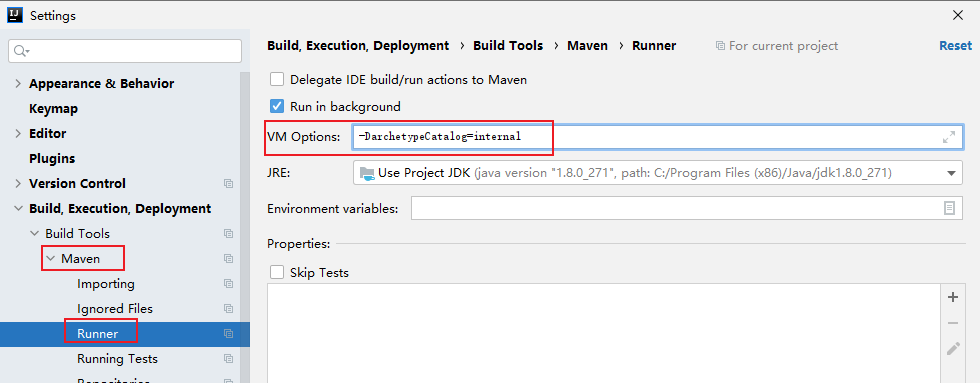 Settings
Build, Execution, Deployment › Build Tools › Maven › Runner For current project Reset
Appearance & Behavior
Keymap
Editor
Plugins
Version Control
Build, Execution, Deployment
Build Tools
Maven
Importing
Ignored Files
Runner
Running Tests
Repositories
Delegate IDE build/run actions to Maven
Run in background
VM Options: -DarchetypeCatalog=internal
JRE: Use Project JDK (java version "1.8.0_271", path: C:/Program Files (x86)/Java/jdk1.8.0_271)
Environment variables:
Properties:
Skip Tests